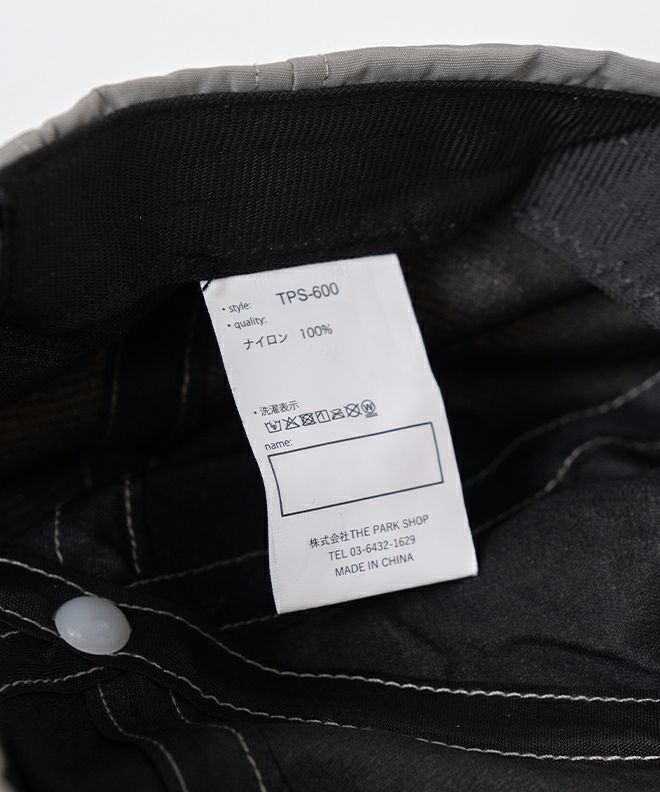 ・style: TPS-600
・quality:
ナイロン 100%
・洗濯表示
name:
株式会社THE PARK SHOP
TEL 03-6432-1629
MADE IN CHINA